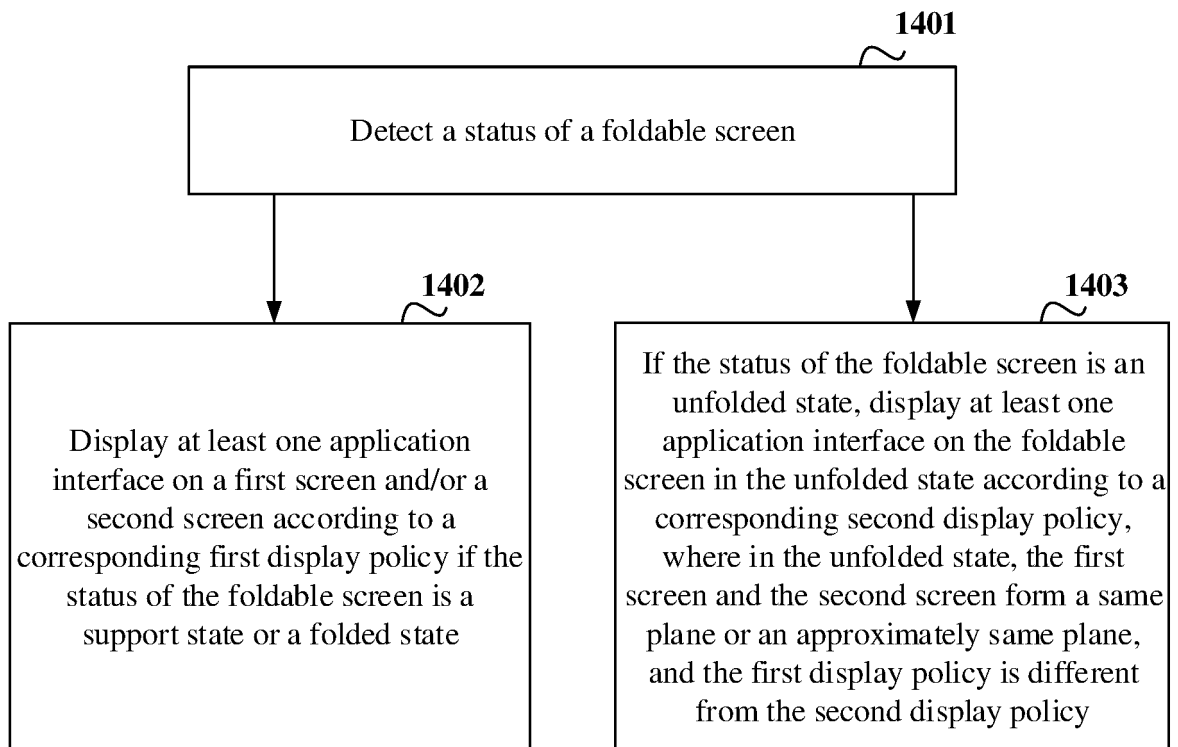 1401
Detect a status of a foldable screen
1402
Display at least one application
interface on a first screen and/or a
second screen according to a
corresponding first display policy if the
status of the foldable screen is a
support state or a folded state
1403
If the status of the foldable screen is an
unfolded state, display at least one
application interface on the foldable
screen in the unfolded state according to a
corresponding second display policy,
where in the unfolded state, the first
screen and the second screen form a same
plane or an approximately same plane,
and the first display policy is different
from the second display policy